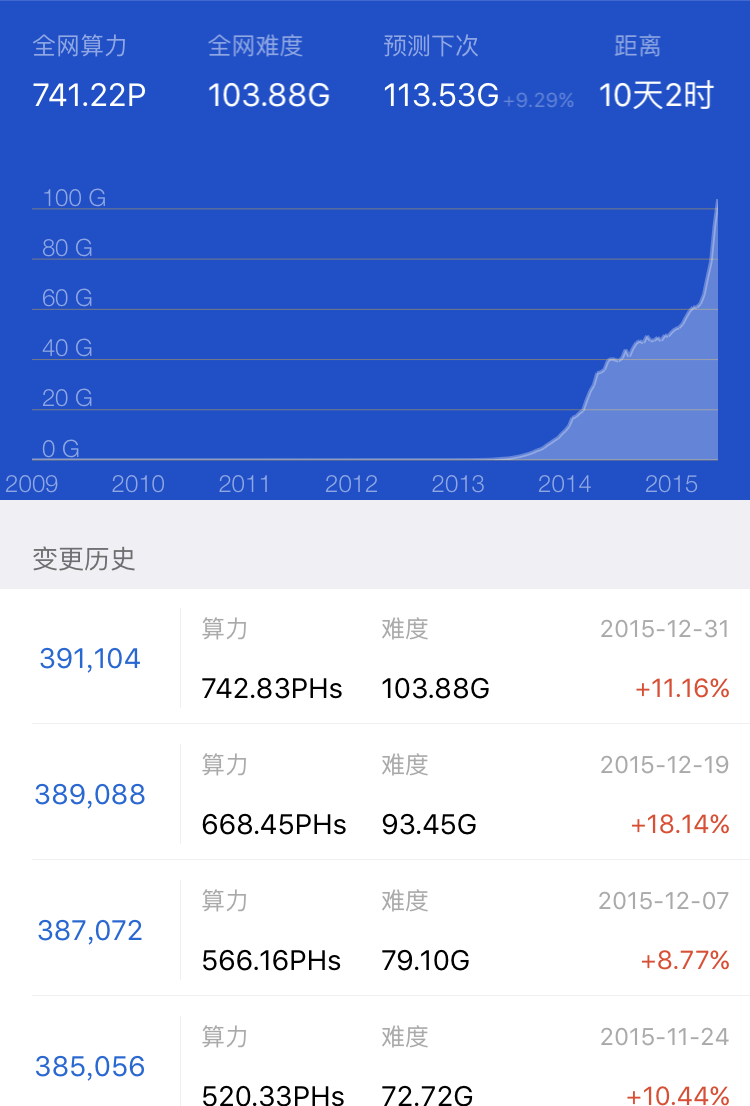 全网算力 全网难度 预测下次 距离
741.22P 103.88G 113.53G +9.29% 10天2时
100 G
80 G
60 G
40 G
20 G
0 G
2009 2010 2011 2012 2013 2014 2015
变更历史
算力 难度 2015-12-31
391,104
742.83PHs 103.88G +11.16%
算力 难度 2015-12-19
389,088
668.45PHs 93.45G +18.14%
算力 难度 2015-12-07
387,072
566.16PHs 79.10G +8.77%
算力 难度 2015-11-24
385,056
520.33PHs 72.72G +10.44%